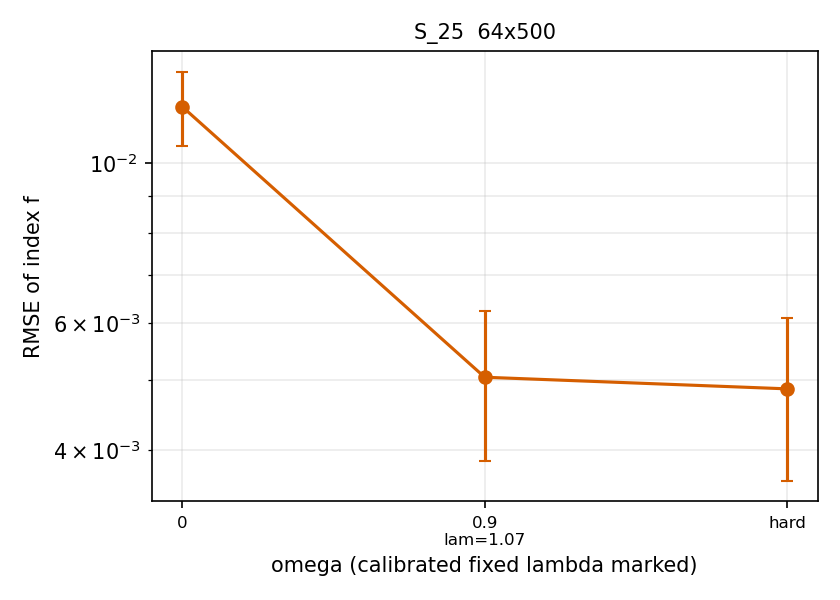 S_25  64x500
RMSE of index f
10⁻²
6 × 10⁻³
4 × 10⁻³
0
0.9
lam=1.07
hard
omega (calibrated fixed lambda marked)